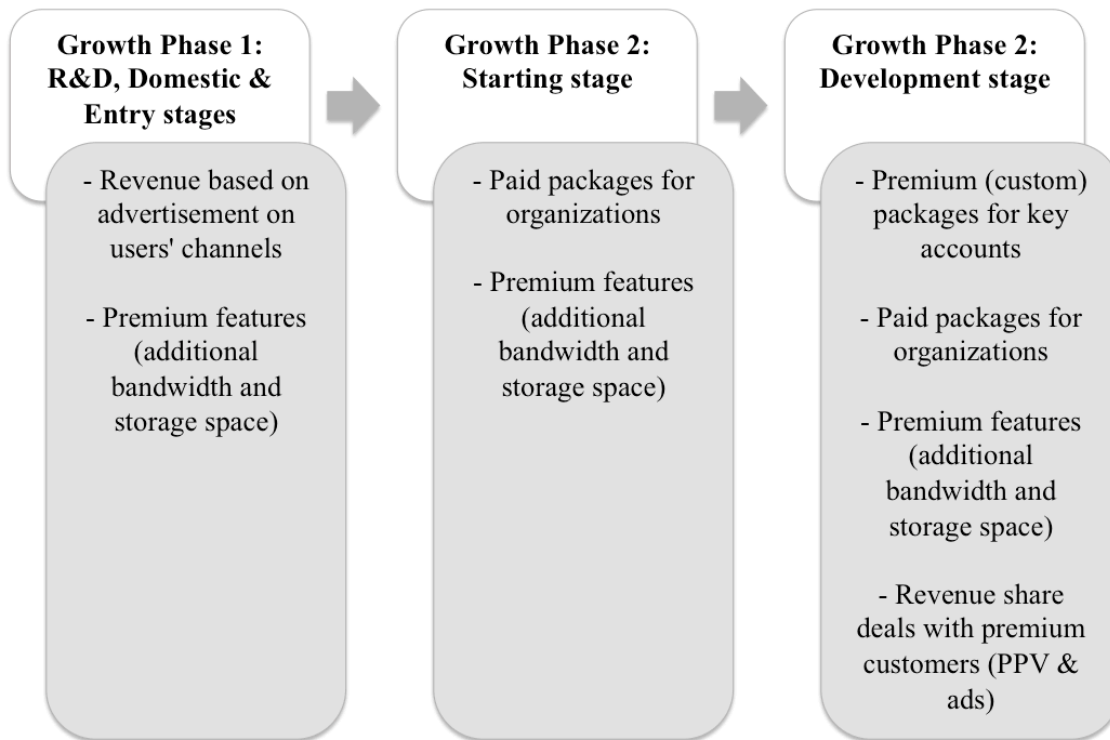 Growth Phase 1:
R&D, Domestic &
Entry stages
- Revenue based on
advertisement on
users' channels
- Premium features
(additional
bandwidth and
storage space)
Growth Phase 2:
Starting stage
- Paid packages for
organizations
- Premium features
(additional
bandwidth and
storage space)
Growth Phase 2:
Development stage
- Premium (custom)
packages for key
accounts
- Paid packages for
organizations
- Premium features
(additional
bandwidth and
storage space)
- Revenue share
deals with premium
customers (PPV &
ads)